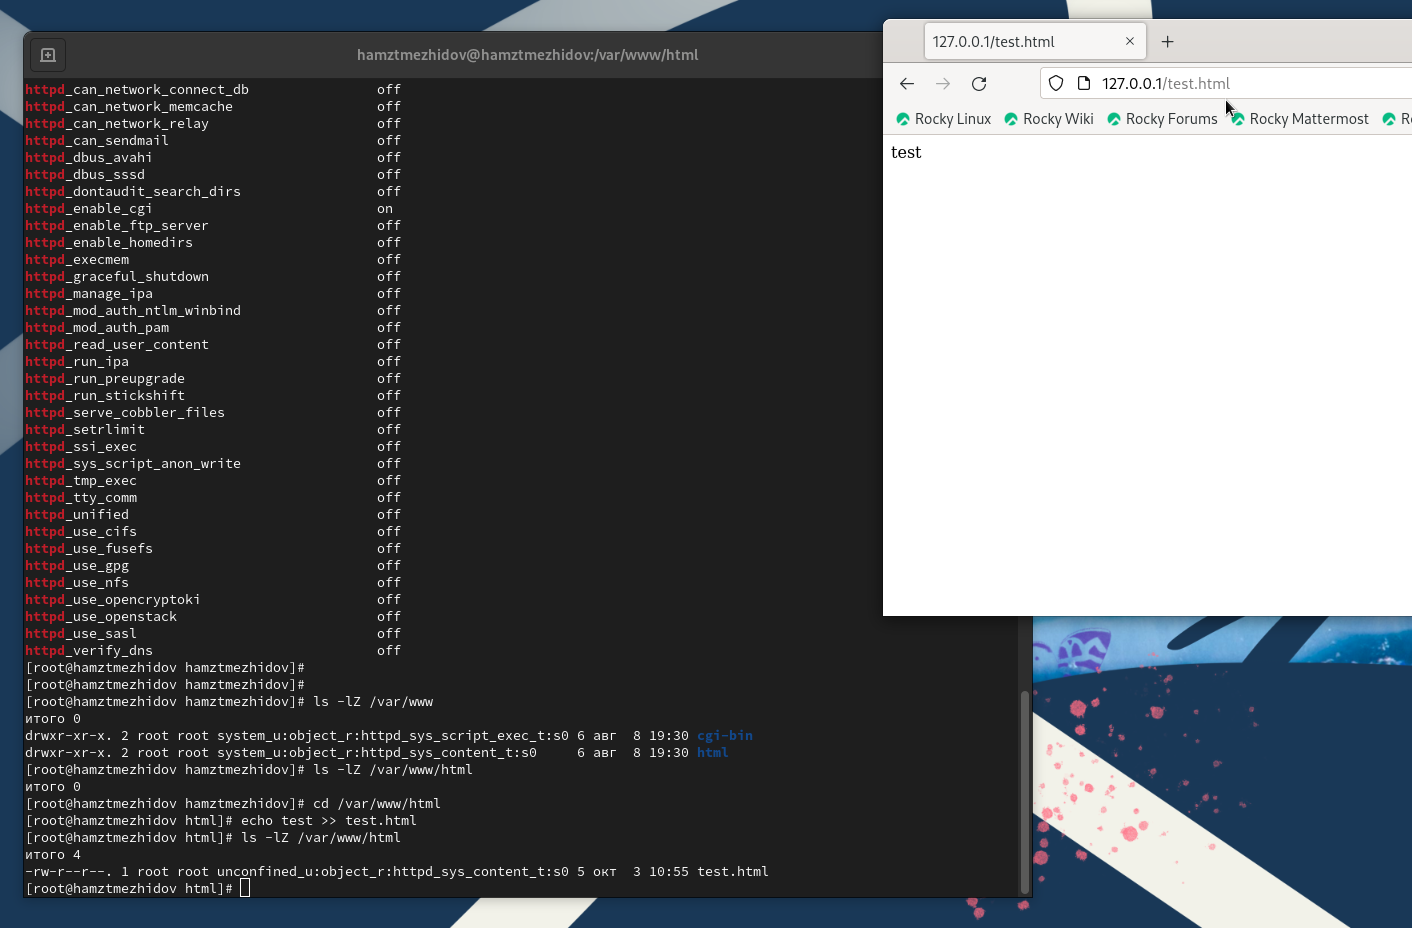 hamztmezhidov@hamztmezhidov:/var/www/html
httpd_can_network_connect_db off
httpd_can_network_memcache off
httpd_can_network_relay off
httpd_can_sendmail off
httpd_dbus_avahi off
httpd_dbus_sssd off
httpd_dontaudit_search_dirs off
httpd_enable_cgi on
httpd_enable_ftp_server off
httpd_enable_homedirs off
httpd_execmem off
httpd_graceful_shutdown off
httpd_manage_ipa off
httpd_mod_auth_ntlm_winbind off
httpd_mod_auth_pam off
httpd_read_user_content off
httpd_run_ipa off
httpd_run_preupgrade off
httpd_run_stickshift off
httpd_serve_cobbler_files off
httpd_setrlimit off
httpd_ssi_exec off
httpd_sys_script_anon_write off
httpd_tmp_exec off
httpd_tty_comm off
httpd_unified off
httpd_use_cifs off
httpd_use_fusefs off
httpd_use_gpg off
httpd_use_nfs off
httpd_use_opencryptoki off
httpd_use_openstack off
httpd_use_sasl off
httpd_verify_dns off
[root@hamztmezhidov hamztmezhidov]#
[root@hamztmezhidov hamztmezhidov]#
[root@hamztmezhidov hamztmezhidov]# ls -lZ /var/www
итого 0
drwxr-xr-x. 2 root root system_u:object_r:httpd_sys_script_exec_t:s0 6 авг  8 19:30 cgi-bin
drwxr-xr-x. 2 root root system_u:object_r:httpd_sys_content_t:s0     6 авг  8 19:30 html
[root@hamztmezhidov hamztmezhidov]# ls -lZ /var/www/html
итого 0
[root@hamztmezhidov hamztmezhidov]# cd /var/www/html
[root@hamztmezhidov html]# echo test >> test.html
[root@hamztmezhidov html]# ls -lZ /var/www/html
итого 4
-rw-r--r--. 1 root root unconfined_u:object_r:httpd_sys_content_t:s0 5 окт  3 10:55 test.html
[root@hamztmezhidov html]#
127.0.0.1/test.html
127.0.0.1/test.html
Rocky Linux Rocky Wiki Rocky Forums Rocky Mattermost
test